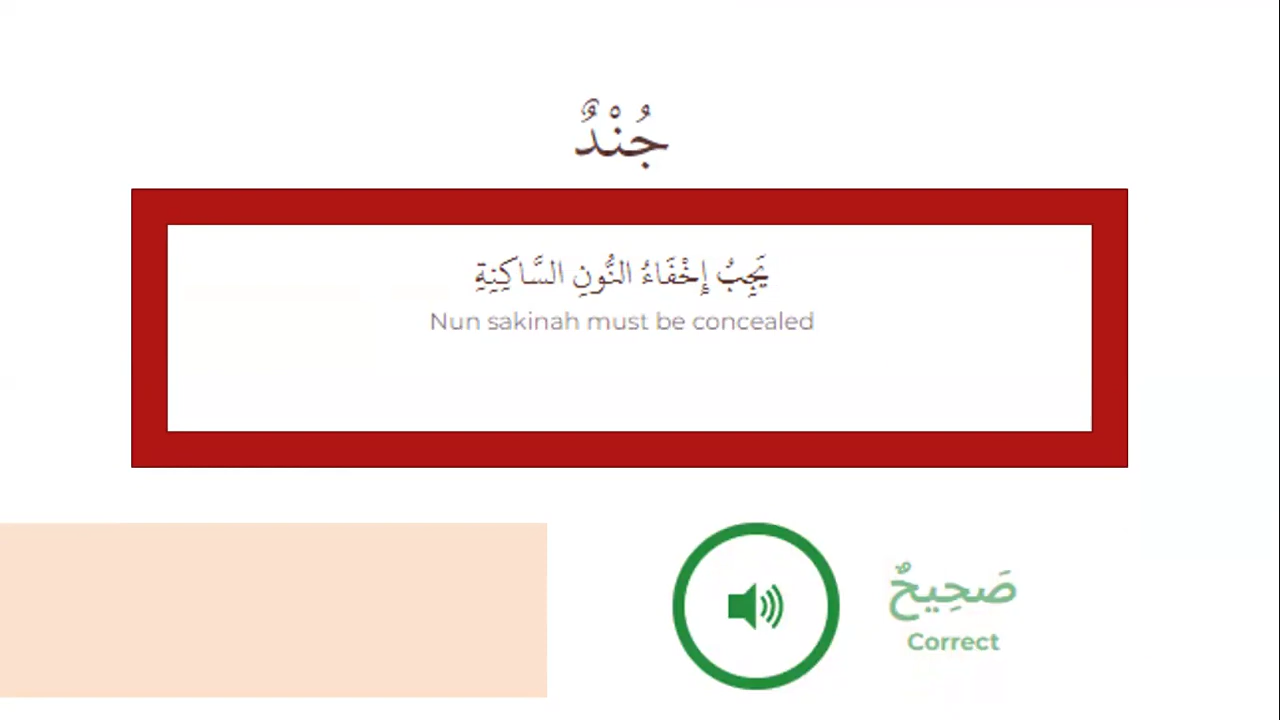 جُنْدٌ
يَجِبُ إِخْفَاءُ النُّونِ السَّاكِنِةِ
Nun sakinah must be concealed
صَحِيحٌ
Correct